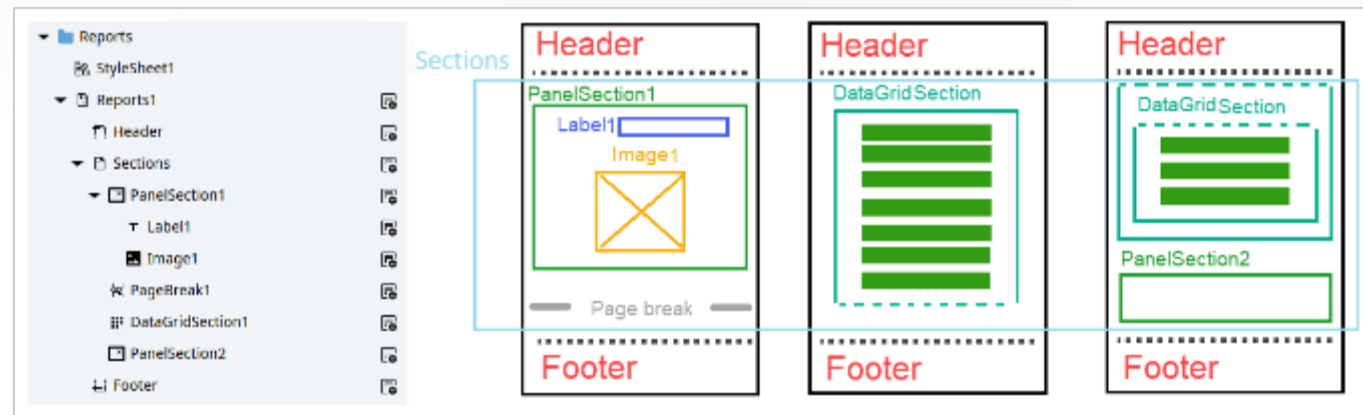 Reports
StyleSheet1
Reports1
Header
Sections
PanelSection1
Label1
Image1
PageBreak1
DataGridSection1
PanelSection2
Footer
Sections
Header
PanelSection1
Label1
Image1
Page break
Footer
Header
DataGridSection
Footer
Header
DataGridSection
PanelSection2
Footer